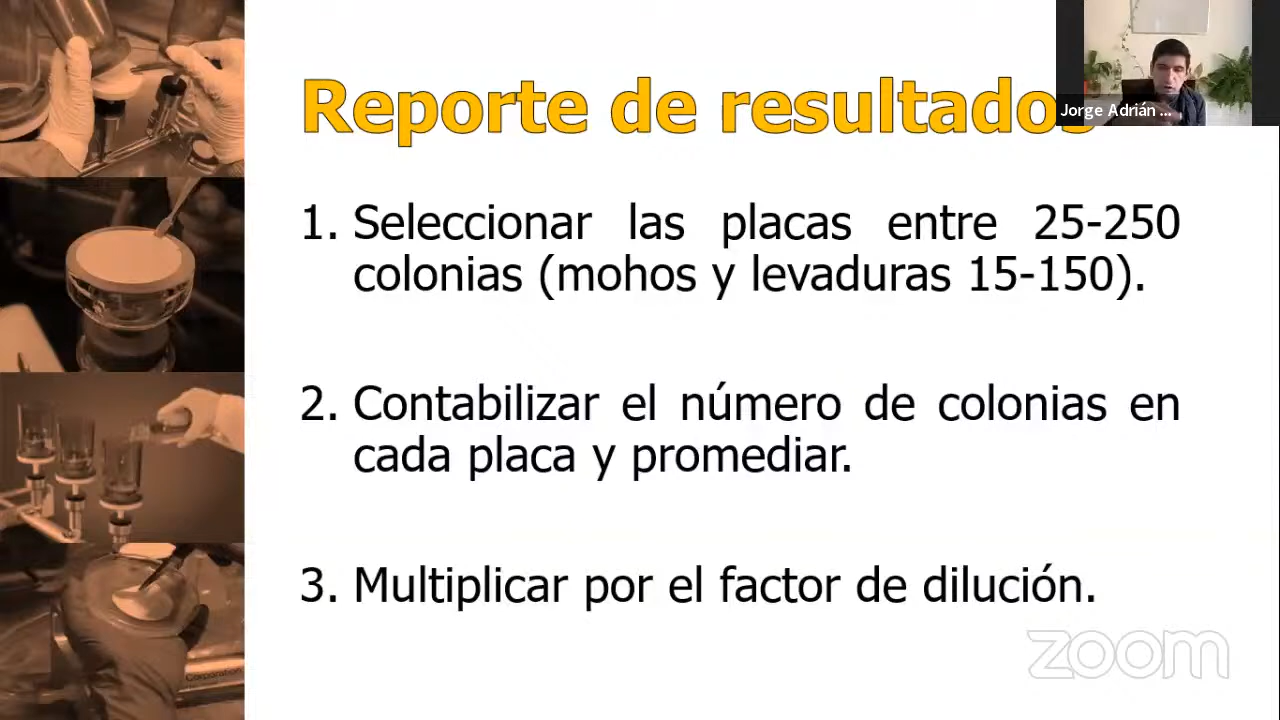 Reporte de resultados
Jorge Adrián ...
1. Seleccionar las placas entre 25-250
colonias (mohos y levaduras 15-150).
2. Contabilizar el número de colonias en
cada placa y promediar.
3. Multiplicar por el factor de dilución.
Corporation
zoom